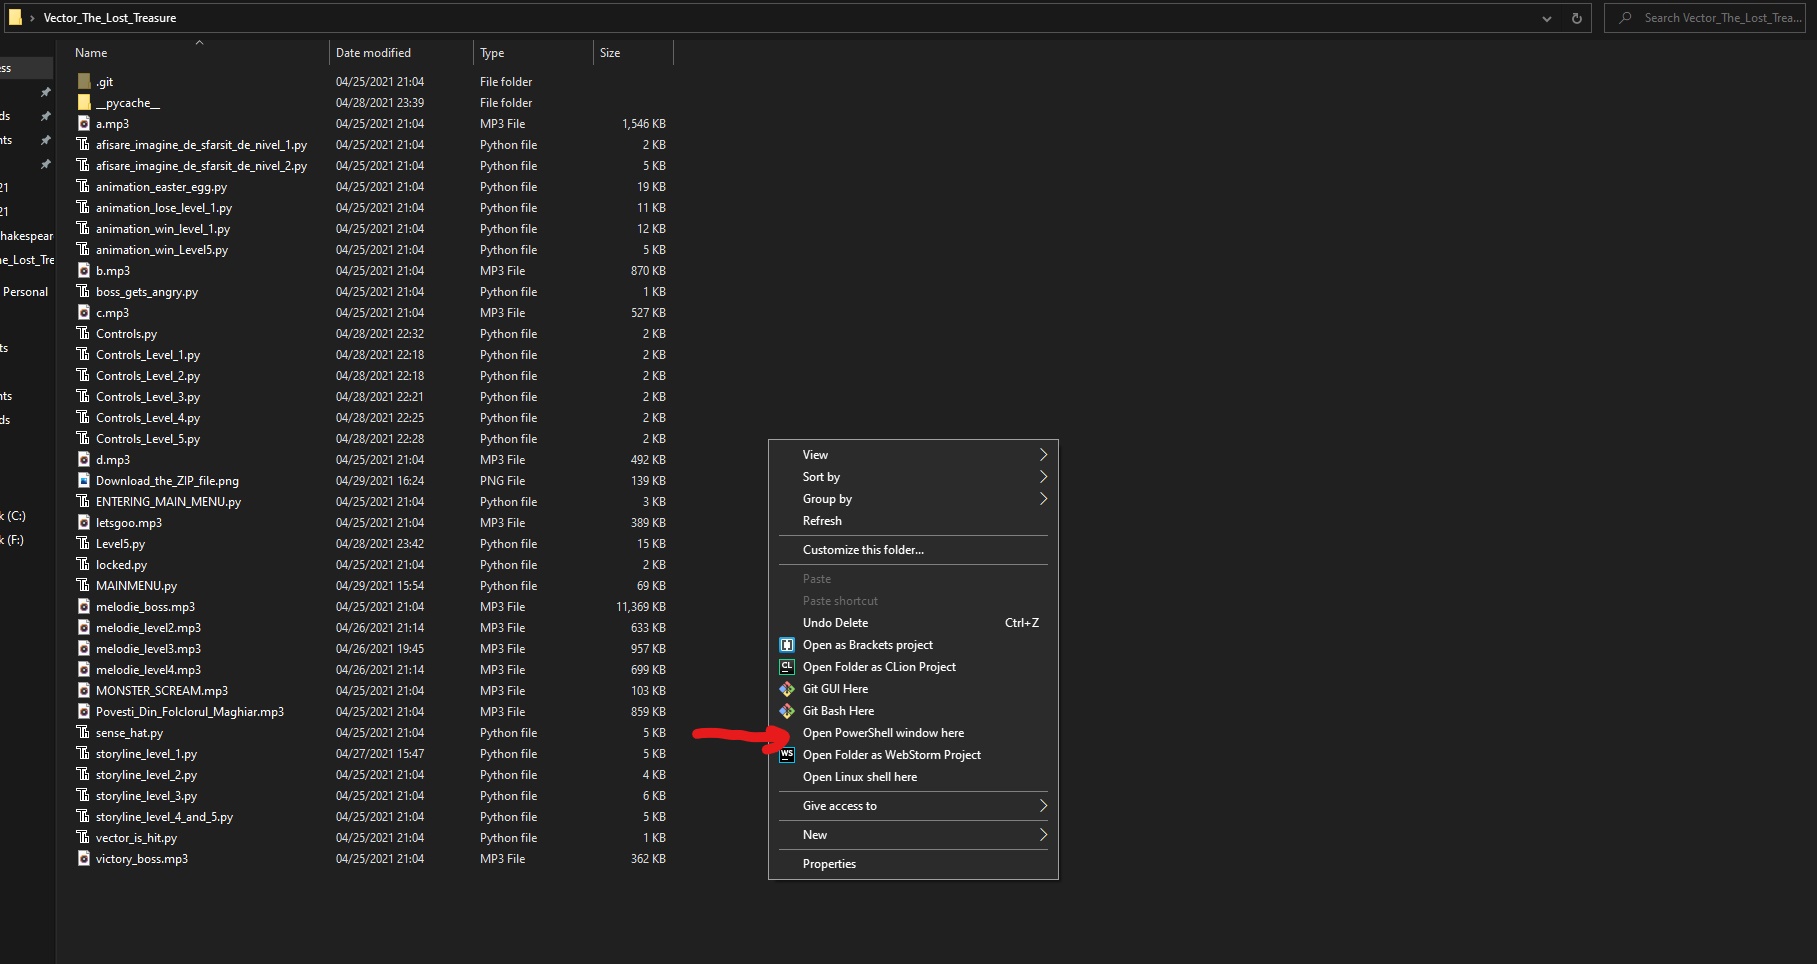 Vector_The_Lost_Treasure
Search Vector_The_Lost_Trea...
Name Date modified Type Size
.git 04/25/2021 21:04 File folder
__pycache__ 04/28/2021 23:39 File folder
a.mp3 04/25/2021 21:04 MP3 File 1,546 KB
afisare_imagine_de_sfarsit_de_nivel_1.py 04/25/2021 21:04 Python file 2 KB
afisare_imagine_de_sfarsit_de_nivel_2.py 04/25/2021 21:04 Python file 5 KB
animation_easter_egg.py 04/25/2021 21:04 Python file 19 KB
animation_lose_level_1.py 04/25/2021 21:04 Python file 11 KB
animation_win_level_1.py 04/25/2021 21:04 Python file 12 KB
animation_win_Level5.py 04/25/2021 21:04 Python file 5 KB
b.mp3 04/25/2021 21:04 MP3 File 870 KB
boss_gets_angry.py 04/25/2021 21:04 Python file 1 KB
c.mp3 04/25/2021 21:04 MP3 File 527 KB
Controls.py 04/28/2021 22:32 Python file 2 KB
Controls_Level_1.py 04/28/2021 22:18 Python file 2 KB
Controls_Level_2.py 04/28/2021 22:18 Python file 2 KB
Controls_Level_3.py 04/28/2021 22:21 Python file 2 KB
Controls_Level_4.py 04/28/2021 22:25 Python file 2 KB
Controls_Level_5.py 04/28/2021 22:28 Python file 2 KB
d.mp3 04/25/2021 21:04 MP3 File 492 KB
Download_the_ZIP_file.png 04/29/2021 16:24 PNG File 139 KB
ENTERING_MAIN_MENU.py 04/25/2021 21:04 Python file 3 KB
letsgoo.mp3 04/25/2021 21:04 MP3 File 389 KB
Level5.py 04/28/2021 23:42 Python file 15 KB
locked.py 04/25/2021 21:04 Python file 2 KB
MAINMENU.py 04/29/2021 15:54 Python file 69 KB
melodie_boss.mp3 04/25/2021 21:04 MP3 File 11,369 KB
melodie_level2.mp3 04/26/2021 21:14 MP3 File 633 KB
melodie_level3.mp3 04/26/2021 19:45 MP3 File 957 KB
melodie_level4.mp3 04/26/2021 21:14 MP3 File 699 KB
MONSTER_SCREAM.mp3 04/25/2021 21:04 MP3 File 103 KB
Povesti_Din_Folclorul_Maghiar.mp3 04/25/2021 21:04 MP3 File 859 KB
sense_hat.py 04/25/2021 21:04 Python file 5 KB
storyline_level_1.py 04/27/2021 15:47 Python file 5 KB
storyline_level_2.py 04/25/2021 21:04 Python file 4 KB
storyline_level_3.py 04/25/2021 21:04 Python file 6 KB
storyline_level_4_and_5.py 04/25/2021 21:04 Python file 5 KB
vector_is_hit.py 04/25/2021 21:04 Python file 1 KB
victory_boss.mp3 04/25/2021 21:04 MP3 File 362 KB
ess
ds
nts
21
21
hakespear
he_Lost_Tre
Personal
ts
nts
ds
k (C:)
k (F:)
View
Sort by
Group by
Refresh
Customize this folder...
Paste
Paste shortcut
Undo Delete Ctrl+Z
Open as Brackets project
CL Open Folder as CLion Project
Git GUI Here
Git Bash Here
Open PowerShell window here
WS Open Folder as WebStorm Project
Open Linux shell here
Give access to
New
Properties